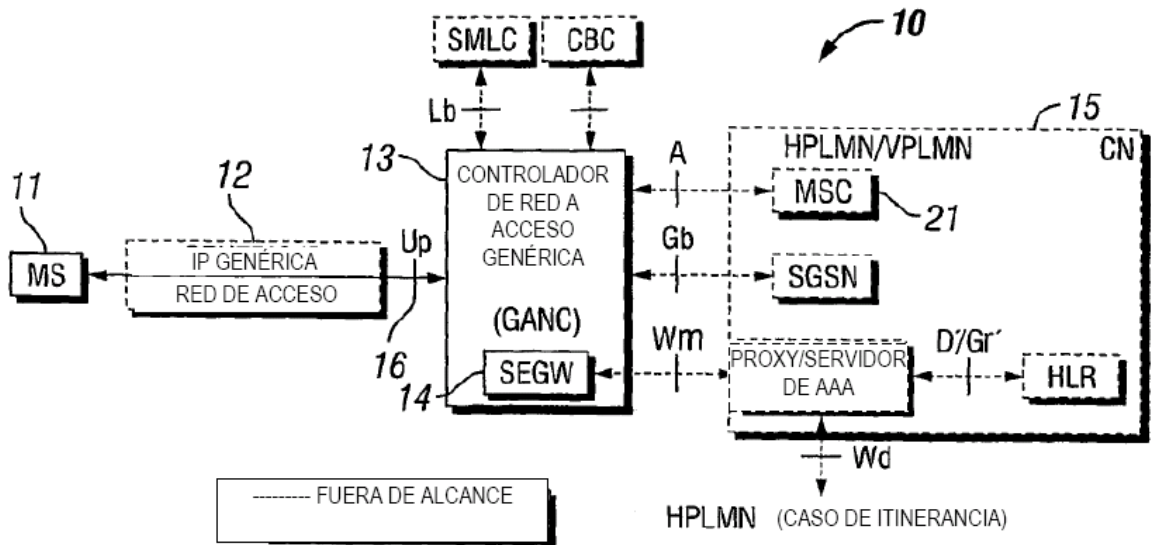 SMLC
CBC
10
Lb
15
13
CONTROLADOR
DE RED A
ACCESO
GENÉRICA
(GANC)
A
HPLMN/VPLMN
CN
MSC
21
11
12
MS
IP GENÉRICA
RED DE ACCESO
Up
16
Gb
SGSN
Wm
14
SEGW
PROXY/SERVIDOR
DE AAA
D'/Gr'
HLR
Wd
--------- FUERA DE ALCANCE
HPLMN (CASO DE ITINERANCIA)